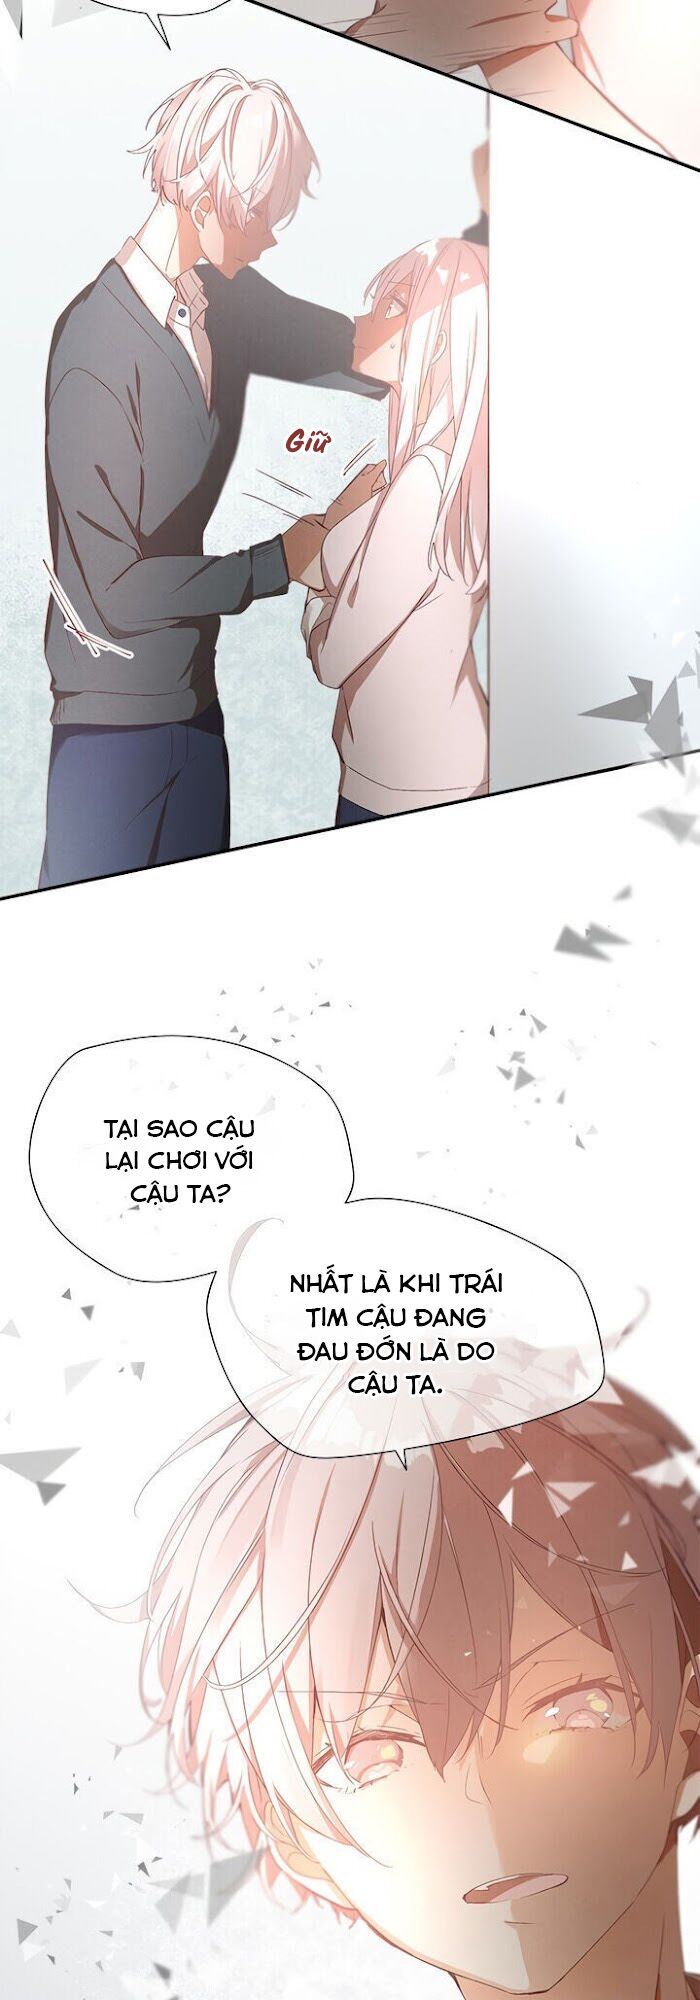 Giữ
TẠI SAO CẬU
LẠI CHƠI VỚI
CẬU TA?
NHẤT LÀ KHI TRÁI
TIM CẬU ĐANG
ĐAU ĐỚN LÀ DO
CẬU TA.